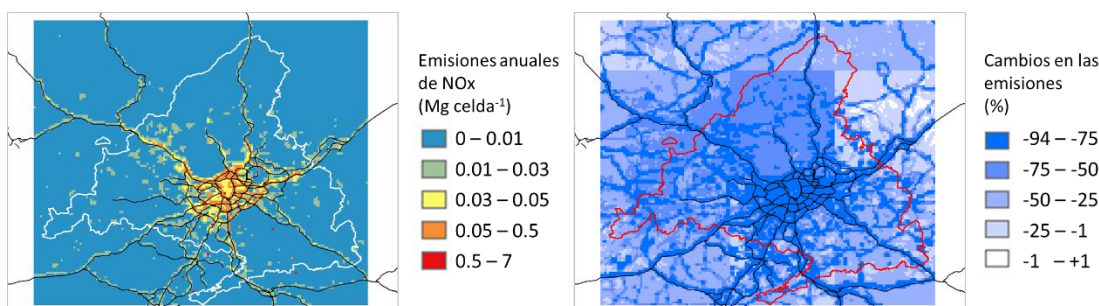 Emisiones anuales
de NOx
(Mg celda-1)
0 – 0.01
0.01 – 0.03
0.03 – 0.05
0.05 – 0.5
0.5 – 7
Cambios en las
emisiones
(%)
-94 – -75
-75 – -50
-50 – -25
-25 – -1
-1 – +1